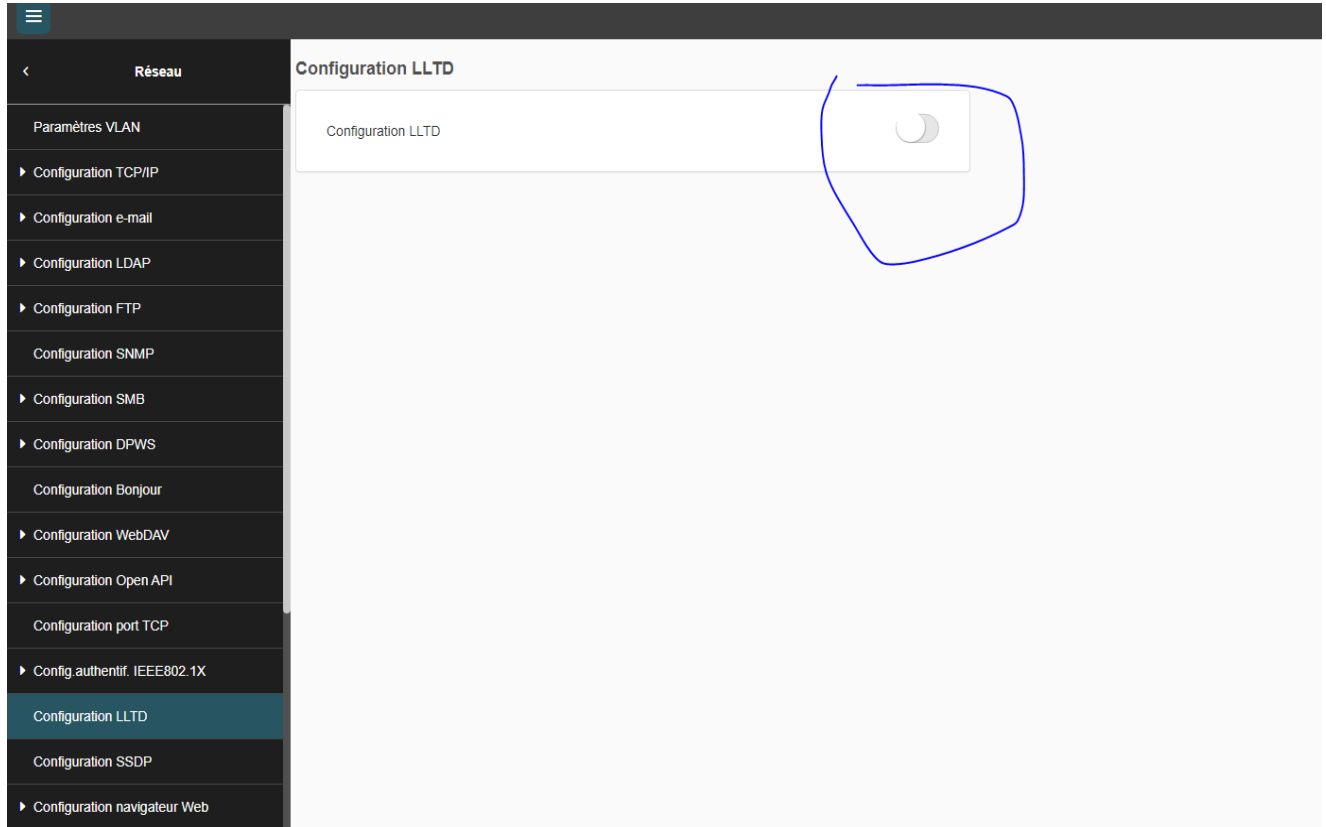 Réseau
Paramètres VLAN
Configuration TCP/IP
Configuration e-mail
Configuration LDAP
Configuration FTP
Configuration SNMP
Configuration SMB
Configuration DPWS
Configuration Bonjour
Configuration WebDAV
Configuration Open API
Configuration port TCP
Config.authentif. IEEE802.1X
Configuration LLTD
Configuration SSDP
Configuration navigateur Web
Configuration LLTD
Configuration LLTD